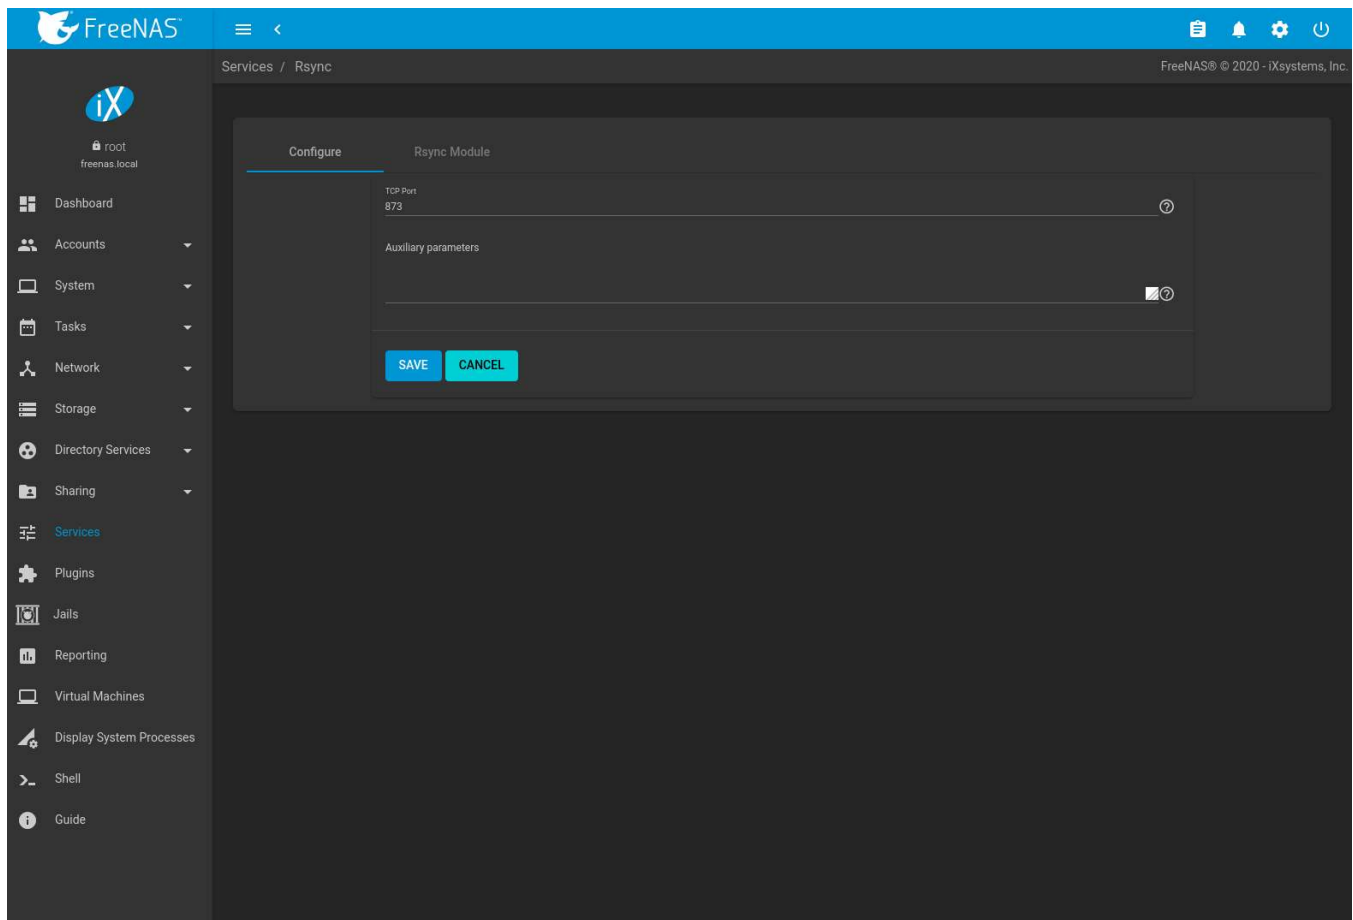 FreeNAS
Services / Rsync
FreeNAS® © 2020 - iXsystems, Inc.
iX
root
freenas.local
Dashboard
Accounts
System
Tasks
Network
Storage
Directory Services
Sharing
Services
Plugins
Jails
Reporting
Virtual Machines
Display System Processes
Shell
Guide
Configure
Rsync Module
TCP Port
873
Auxiliary parameters
SAVE
CANCEL